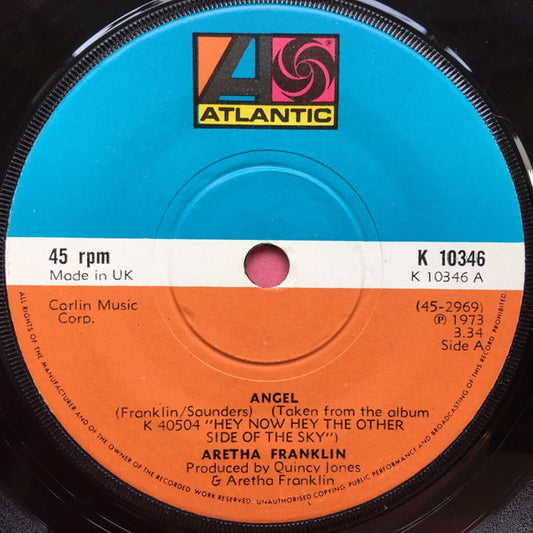 ATLANTIC
45 rpm
Made in UK
K 10346
K 10346 A
Carlin Music
Corp.
(45-2969)
Ⓟ 1973
3.34
Side A
ANGEL
(Franklin/Saunders) (Taken from the album
K 40504 "HEY NOW HEY THE OTHER
SIDE OF THE SKY")
ARETHA FRANKLIN
Produced by Quincy Jones
& Aretha Franklin
ALL RIGHTS OF THE MANUFACTURER AND OF THE OWNER OF THE RECORDED WORK RESERVED. UNAUTHORISED COPYING, PUBLIC PERFORMANCE AND BROADCASTING OF THIS RECORD PROHIBITED